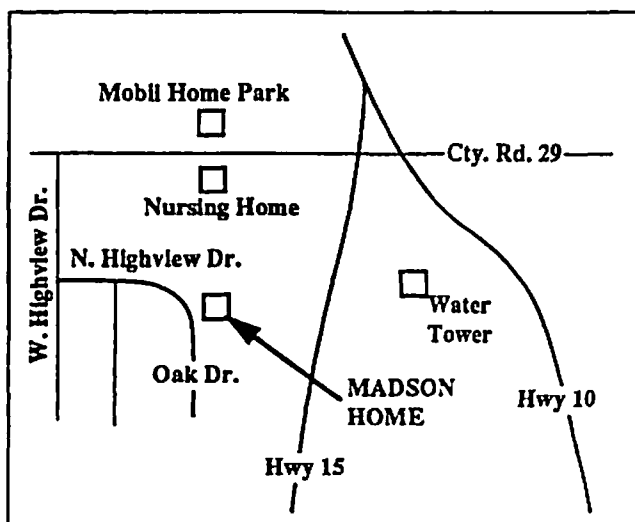 Mobil Home Park
Cty. Rd. 29
Nursing Home
W. Highview Dr.
N. Highview Dr.
Water
Tower
Oak Dr.
MADSON
HOME
Hwy 10
Hwy 15